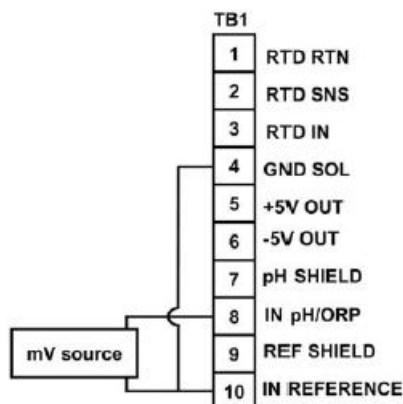 TB1
1 RTD RTN
2 RTD SNS
3 RTD IN
4 GND SOL
5 +5V OUT
6 -5V OUT
7 pH SHIELD
8 IN pH/ORP
mV source
9 REF SHIELD
10 IN REFERENCE